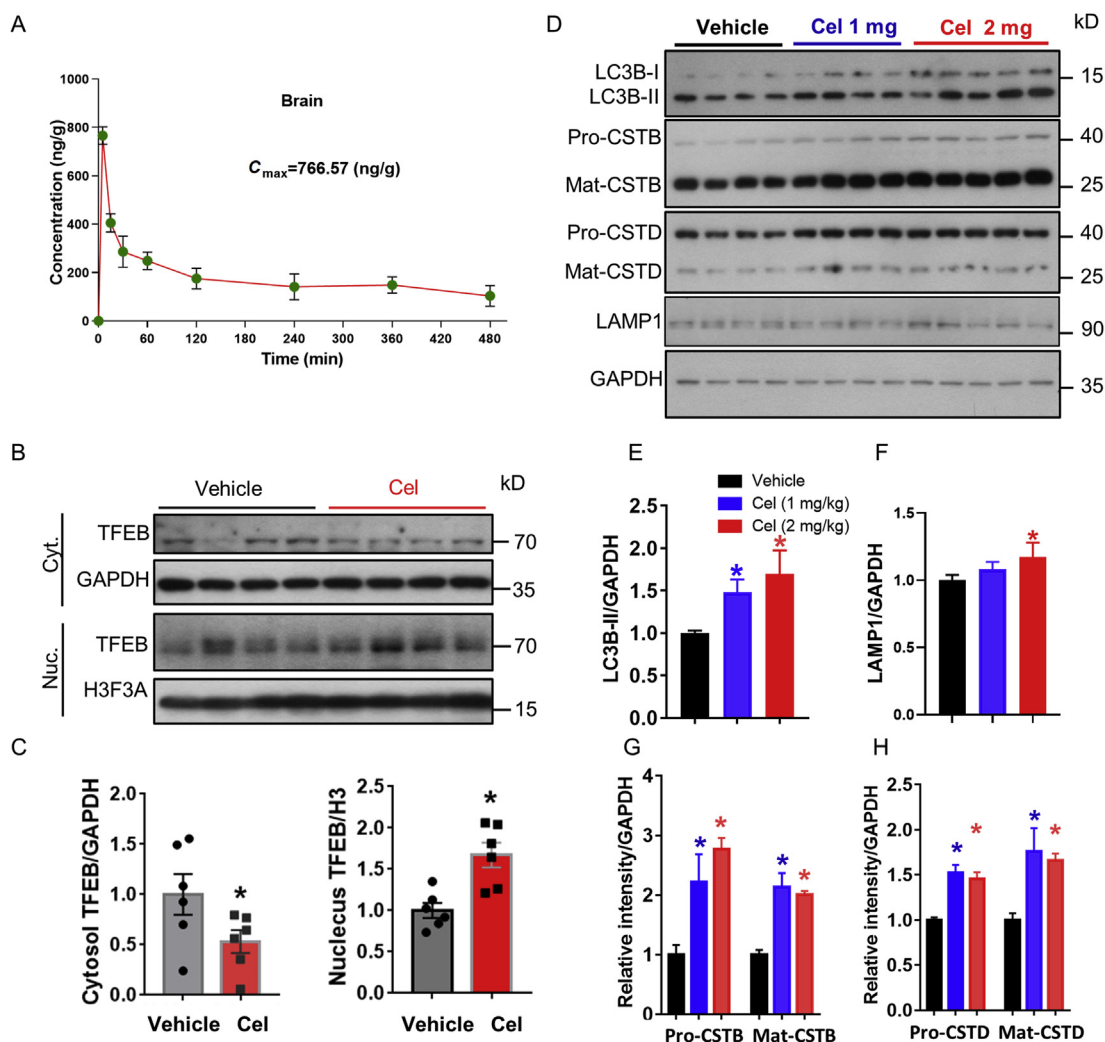 A
Concentration (ng/g)
1000
800
600
400
200
0
Brain
Cmax=766.57 (ng/g)
0 60 120 180 240 300 360 420 480
Time (min)
D
Vehicle Cel 1 mg Cel 2 mg kD
LC3B-I
LC3B-II
15
Pro-CSTB 40
Mat-CSTB 25
Pro-CSTD 40
Mat-CSTD 25
LAMP1 90
GAPDH 35
B
Vehicle Cel kD
Cyt.
TFEB 70
GAPDH 35
Nuc.
TFEB 70
H3F3A 15
C
Cytosol TFEB/GAPDH
2.0
1.5
1.0
0.5
0.0
*
Vehicle Cel
Nucelcus TFEB/H3
2.5
2.0
1.5
1.0
0.5
0.0
*
Vehicle Cel
E
Vehicle
Cel (1 mg/kg)
Cel (2 mg/kg)
LC3B-II/GAPDH
2.5
2.0
1.5
1.0
0.5
0.0
* *
F
LAMP1/GAPDH
1.5
1.0
0.5
0.0
*
G
Relative intensity/GAPDH
4
3
2
1
0
* * * *
Pro-CSTB Mat-CSTB
H
Relative intensity/GAPDH
2.5
2.0
1.5
1.0
0.5
0.0
* * * *
Pro-CSTD Mat-CSTD